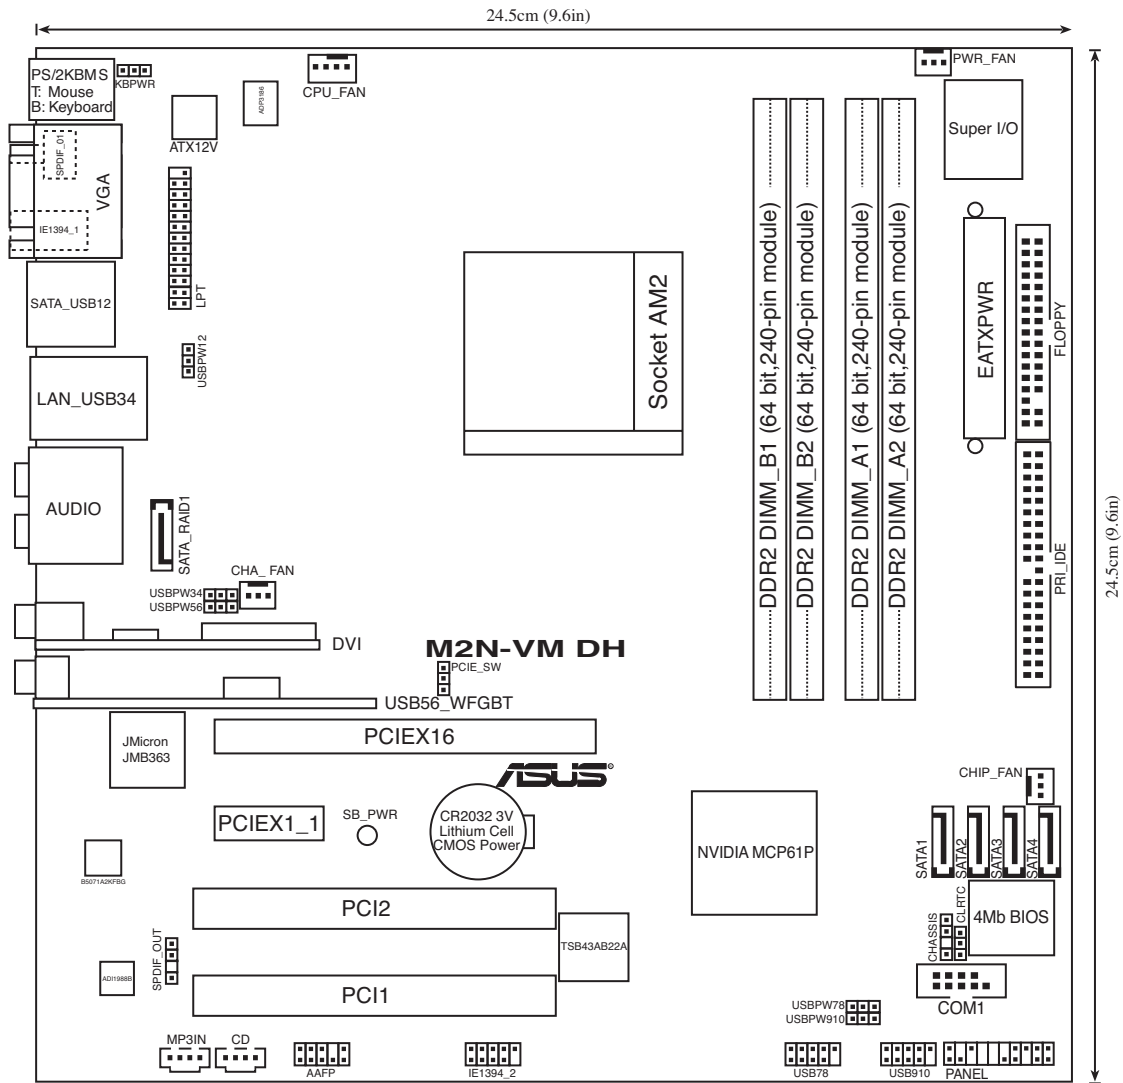 24.5cm (9.6in)
PS/2KBMS
T: Mouse
B: Keyboard
KBPWR
CPU_FAN
ADP3186
PWR_FAN
Super I/O
ATX12V
SPDIF_O1
VGA
IE1394_1
LPT
SATA_USB12
USBPW12
LAN_USB34
Socket AM2
DDR2 DIMM_B1 (64 bit,240-pin module)
DDR2 DIMM_B2 (64 bit,240-pin module)
DDR2 DIMM_A1 (64 bit,240-pin module)
DDR2 DIMM_A2 (64 bit,240-pin module)
EATXPWR
FLOPPY
24.5cm (9.6in)
AUDIO
SATA_RAID1
CHA_FAN
USBPW34
USBPW56
PRI_IDE
DVI
M2N-VM DH
PCIE_SW
USB56_WFGBT
PCIEX16
JMicron
JMB363
ASUS®
CHIP_FAN
PCIEX1_1
SB_PWR
CR2032 3V
Lithium Cell
CMOS Power
NVIDIA MCP61P
SATA1
SATA2
SATA3
SATA4
B5071A2KFBG
PCI2
CHASSIS
CLRTC
4Mb BIOS
SPDIF_OUT
TSB43AB22A
ADI1988B
PCI1
COM1
USBPW78
USBPW910
MP3IN
CD
AAFP
IE1394_2
USB78
USB910
PANEL